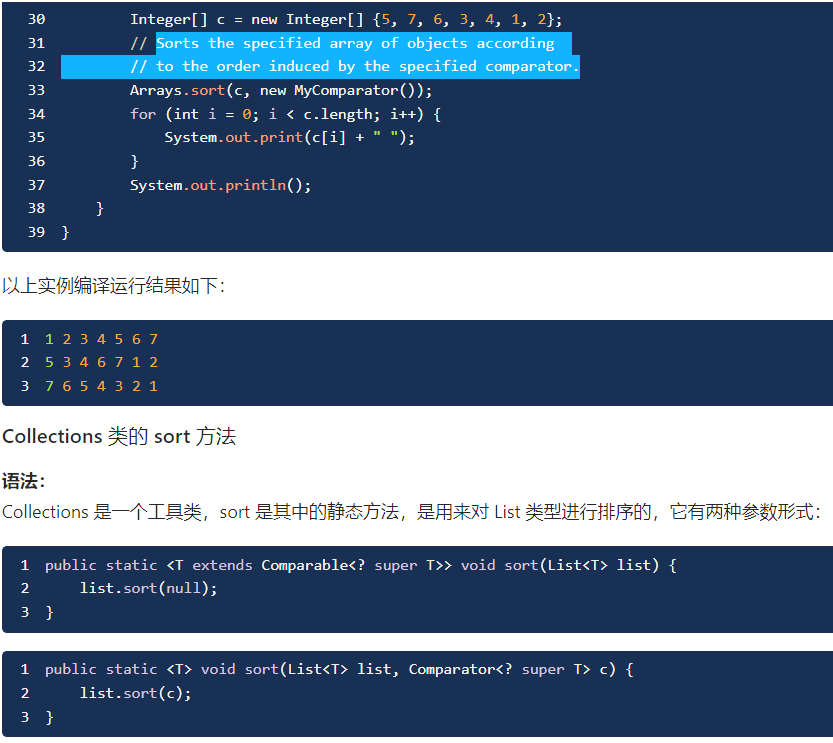 30 Integer[] c = new Integer[] {5, 7, 6, 3, 4, 1, 2};
31 // Sorts the specified array of objects according
32 // to the order induced by the specified comparator.
33 Arrays.sort(c, new MyComparator());
34 for (int i = 0; i < c.length; i++) {
35 System.out.print(c[i] + " ");
36 }
37 System.out.println();
38 }
39 }
以上实例编译运行结果如下：
1 1 2 3 4 5 6 7
2 5 3 4 6 7 1 2
3 7 6 5 4 3 2 1
Collections 类的 sort 方法
语法：
Collections 是一个工具类，sort 是其中的静态方法，是用来对 List 类型进行排序的，它有两种参数形式：
1 public static <T extends Comparable<? super T>> void sort(List<T> list) {
2 list.sort(null);
3 }
1 public static <T> void sort(List<T> list, Comparator<? super T> c) {
2 list.sort(c);
3 }